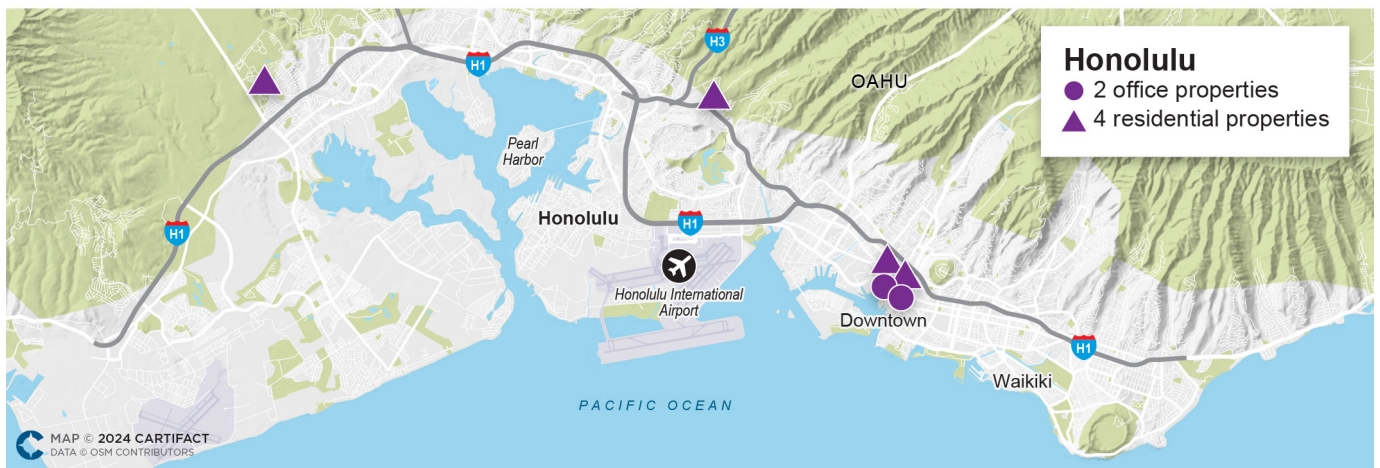 Honolulu
2 office properties
4 residential properties
H3
H1
OAHU
Pearl
Harbor
Honolulu
H1
H1
Honolulu International
Airport
Downtown
H1
Waikiki
PACIFIC OCEAN
MAP © 2024 CARTIFACT
DATA © OSM CONTRIBUTORS